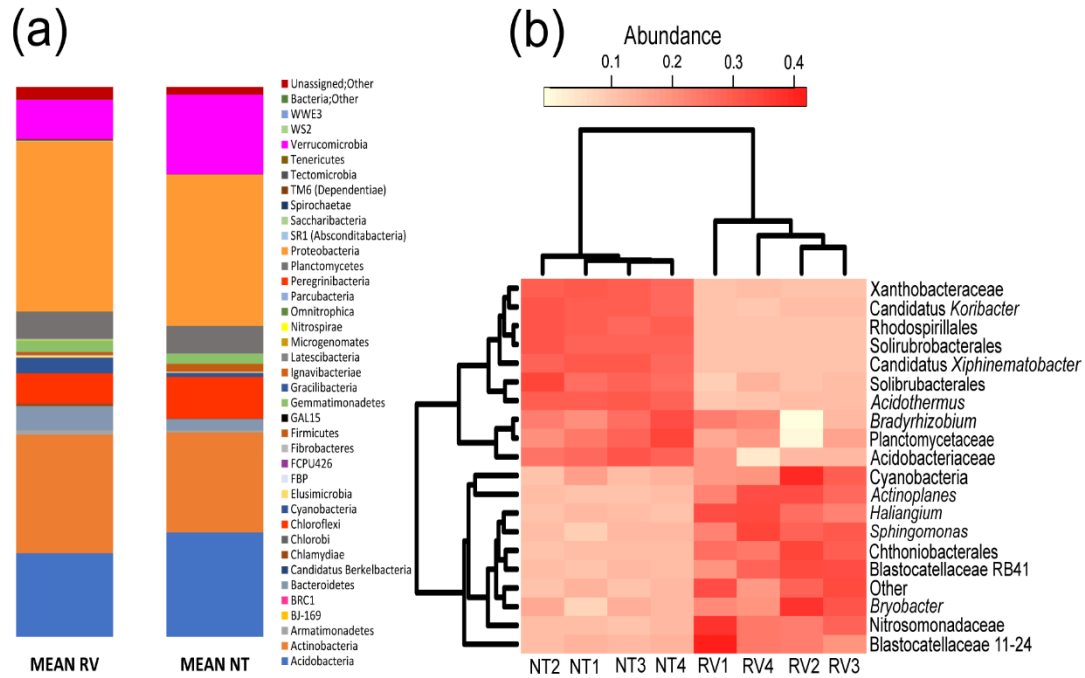 (a)
Unassigned;Other
Bacteria;Other
WWE3
WS2
Verrucomicrobia
Tenericutes
Tectomicrobia
TM6 (Dependentiae)
Spirochaetae
Saccharibacteria
SR1 (Absconditabacteria)
Proteobacteria
Planctomycetes
Peregrinibacteria
Parcubacteria
Omnitrophica
Nitrospirae
Microgenomates
Latescibacteria
Ignavibacteriae
Gracilibacteria
Gemmatimonadetes
GAL15
Firmicutes
Fibrobacteres
FCPU426
FBP
Elusimicrobia
Cyanobacteria
Chloroflexi
Chlorobi
Chlamydiae
Candidatus Berkelbacteria
Bacteroidetes
BRC1
BJ-169
Armatimonadetes
Actinobacteria
Acidobacteria
MEAN RV MEAN NT
(b)
Abundance
0.1 0.2 0.3 0.4
Xanthobacteraceae
Candidatus Koribacter
Rhodospirillales
Solirubrobacterales
Candidatus Xiphinematobacter
Solibrubacterales
Acidothermus
Bradyrhizobium
Planctomycetaceae
Acidobacteriaceae
Cyanobacteria
Actinoplanes
Haliangium
Sphingomonas
Chthoniobacterales
Blastocatellaceae RB41
Other
Bryobacter
Nitrosomonadaceae
Blastocatellaceae 11-24
NT2 NT1 NT3 NT4 RV1 RV4 RV2 RV3